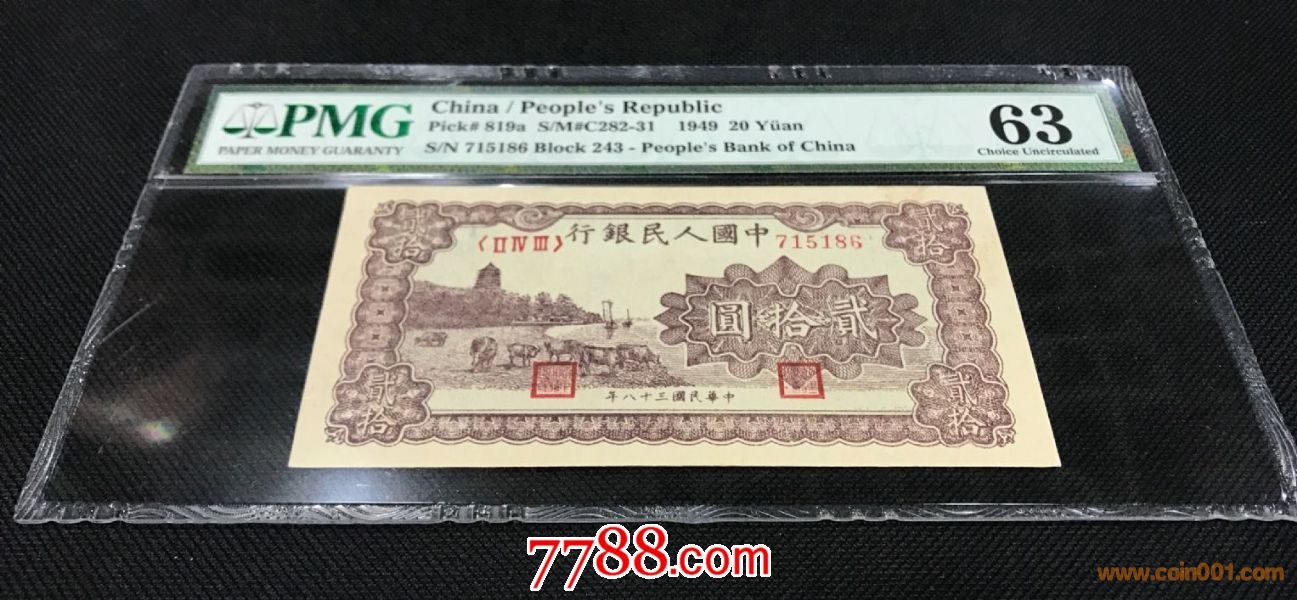 PMG
PAPER MONEY GUARANTY
China / People's Republic
Pick# 819a S/M#C282-31 1949 20 Yüan
S/N 715186 Block 243 - People's Bank of China
63
Choice Uncirculated
貳拾
貳拾
行銀民人國中
〈ⅡⅣⅢ〉
715186
圓拾貳
貳拾
貳拾
年八十三國民華中
7788.com
www.coin001.com